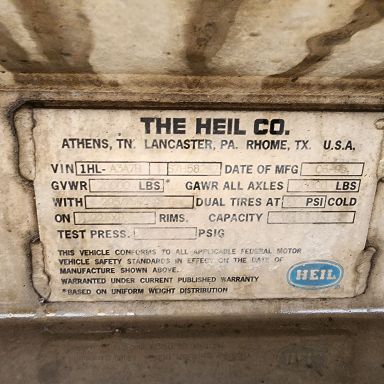 THE HEIL CO.
ATHENS, TN. LANCASTER, PA. RHOME, TX. U.S.A.
VIN 1HL- DATE OF MFG
GVWR LBS* GAWR ALL AXLES LBS
WITH DUAL TIRES AT PSI COLD
ON RIMS. CAPACITY
TEST PRESS. PSIG
THIS VEHICLE CONFORMS TO ALL APPLICABLE FEDERAL MOTOR
VEHICLE SAFETY STANDARDS IN EFFECT ON THE DATE OF
MANUFACTURE SHOWN ABOVE.
WARRANTED UNDER CURRENT PUBLISHED WARRANTY
*BASED ON UNIFORM WEIGHT DISTRIBUTION
HEIL